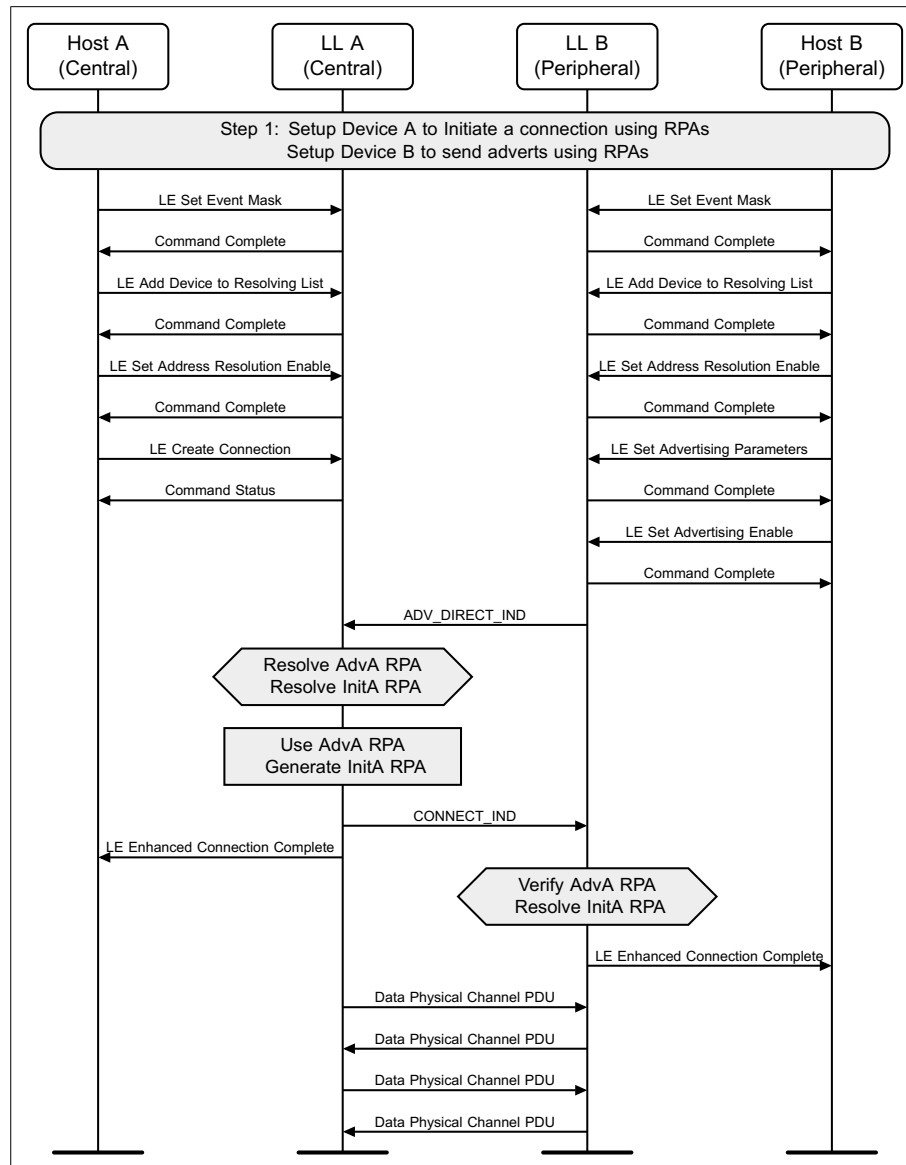 Host A
(Central)
LL A
(Central)
LL B
(Peripheral)
Host B
(Peripheral)
Step 1: Setup Device A to Initiate a connection using RPAs
Setup Device B to send adverts using RPAs
LE Set Event Mask
LE Set Event Mask
Command Complete
Command Complete
LE Add Device to Resolving List
LE Add Device to Resolving List
Command Complete
Command Complete
LE Set Address Resolution Enable
LE Set Address Resolution Enable
Command Complete
Command Complete
LE Create Connection
LE Set Advertising Parameters
Command Status
Command Complete
LE Set Advertising Enable
Command Complete
ADV_DIRECT_IND
Resolve AdvA RPA
Resolve InitA RPA
Use AdvA RPA
Generate InitA RPA
CONNECT_IND
LE Enhanced Connection Complete
Verify AdvA RPA
Resolve InitA RPA
LE Enhanced Connection Complete
Data Physical Channel PDU
Data Physical Channel PDU
Data Physical Channel PDU
Data Physical Channel PDU